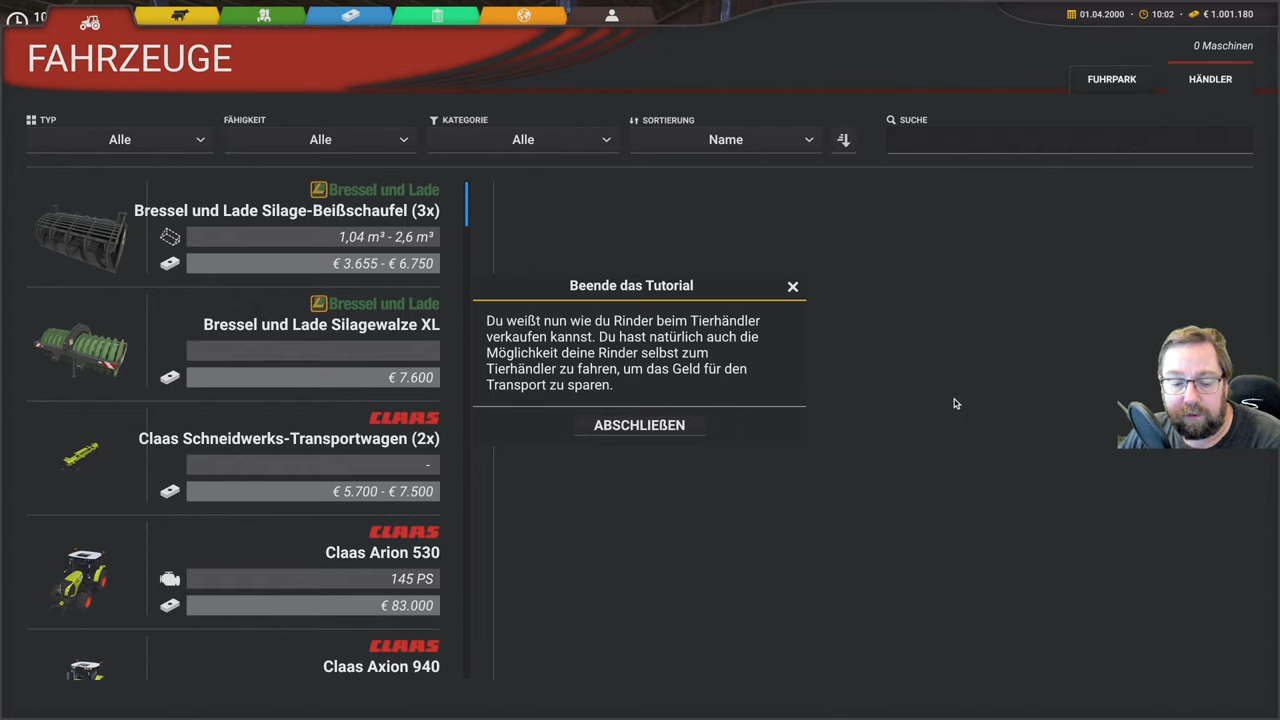 10
01.04.2000 • 10:02 • € 1.001.180
FAHRZEUGE
0 Maschinen
FUHRPARK
HÄNDLER
TYP
FÄHIGKEIT
KATEGORIE
SORTIERUNG
SUCHE
Alle
Alle
Alle
Name
Bressel und Lade
Bressel und Lade Silage-Beißschaufel (3x)
1,04 m³ - 2,6 m³
€ 3.655 - € 6.750
Bressel und Lade
Bressel und Lade Silagewalze XL
€ 7.600
CLAAS
Claas Schneidwerks-Transportwagen (2x)
-
€ 5.700 - € 7.500
CLAAS
Claas Arion 530
145 PS
€ 83.000
CLAAS
Claas Axion 940
Beende das Tutorial
Du weißt nun wie du Rinder beim Tierhändler
verkaufen kannst. Du hast natürlich auch die
Möglichkeit deine Rinder selbst zum
Tierhändler zu fahren, um das Geld für den
Transport zu sparen.
ABSCHLIEßEN